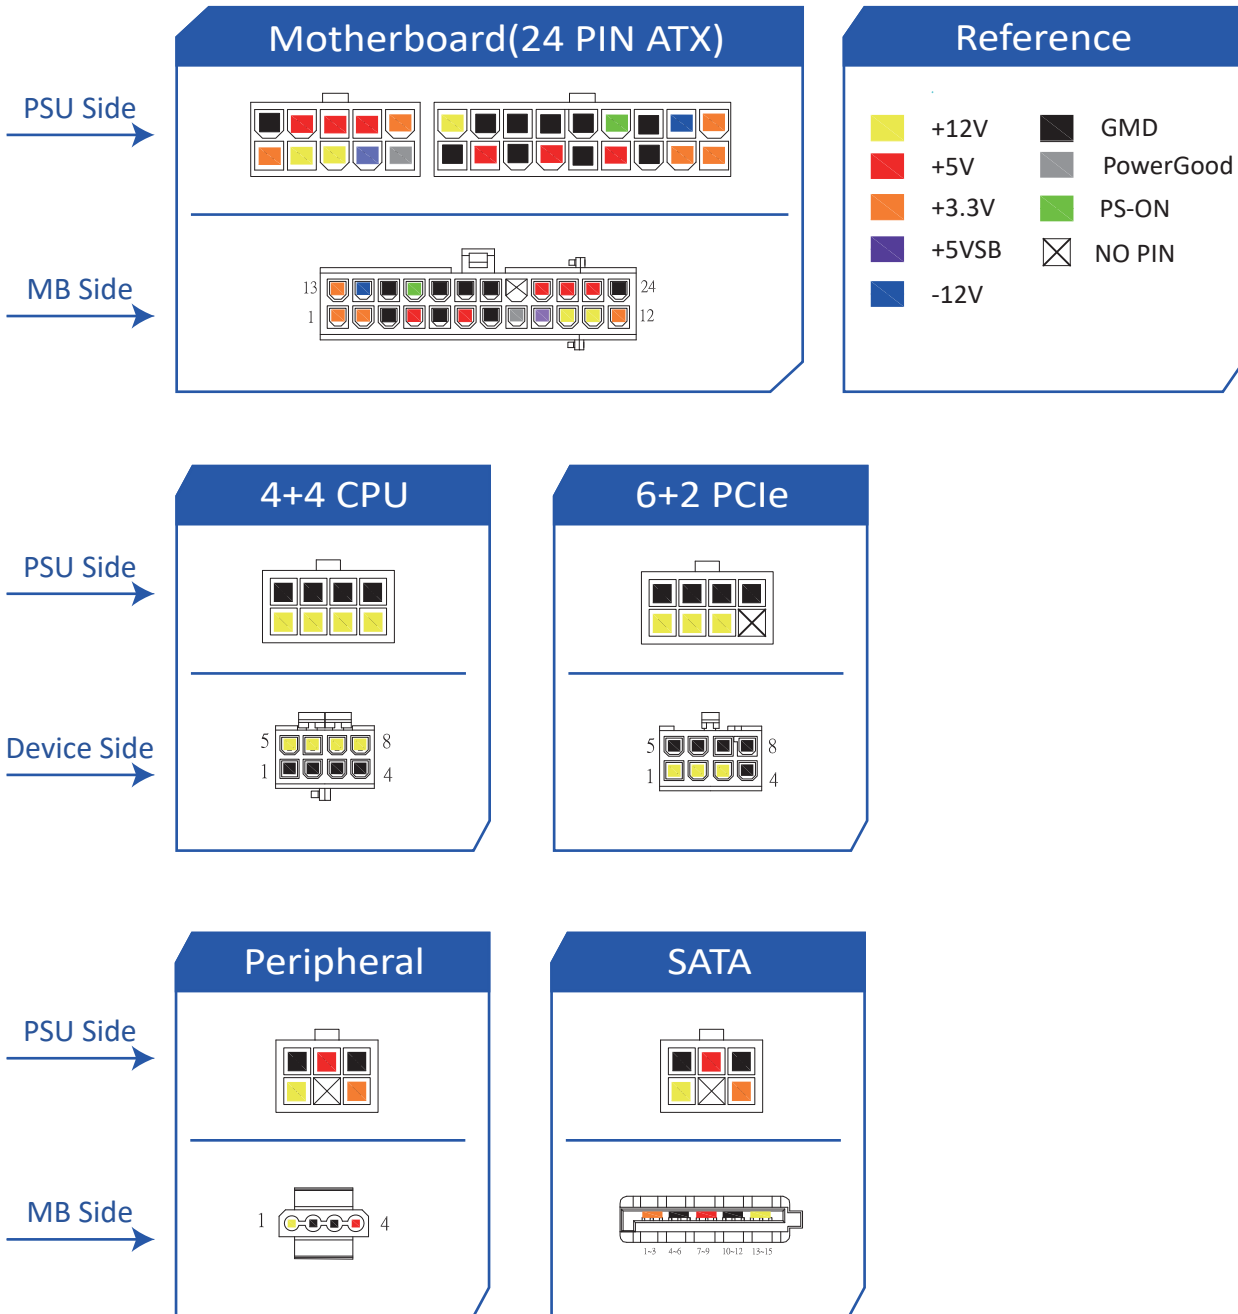 Motherboard(24 PIN ATX)
Reference
PSU Side
+12V
GMD
+5V
PowerGood
+3.3V
PS-ON
+5VSB
NO PIN
-12V
MB Side
13
24
1
12
4+4 CPU
6+2 PCIe
PSU Side
Device Side
5
8
1
4
5
8
1
4
Peripheral
SATA
PSU Side
MB Side
1
4
1~3 4~6 7~9 10~12 13~15